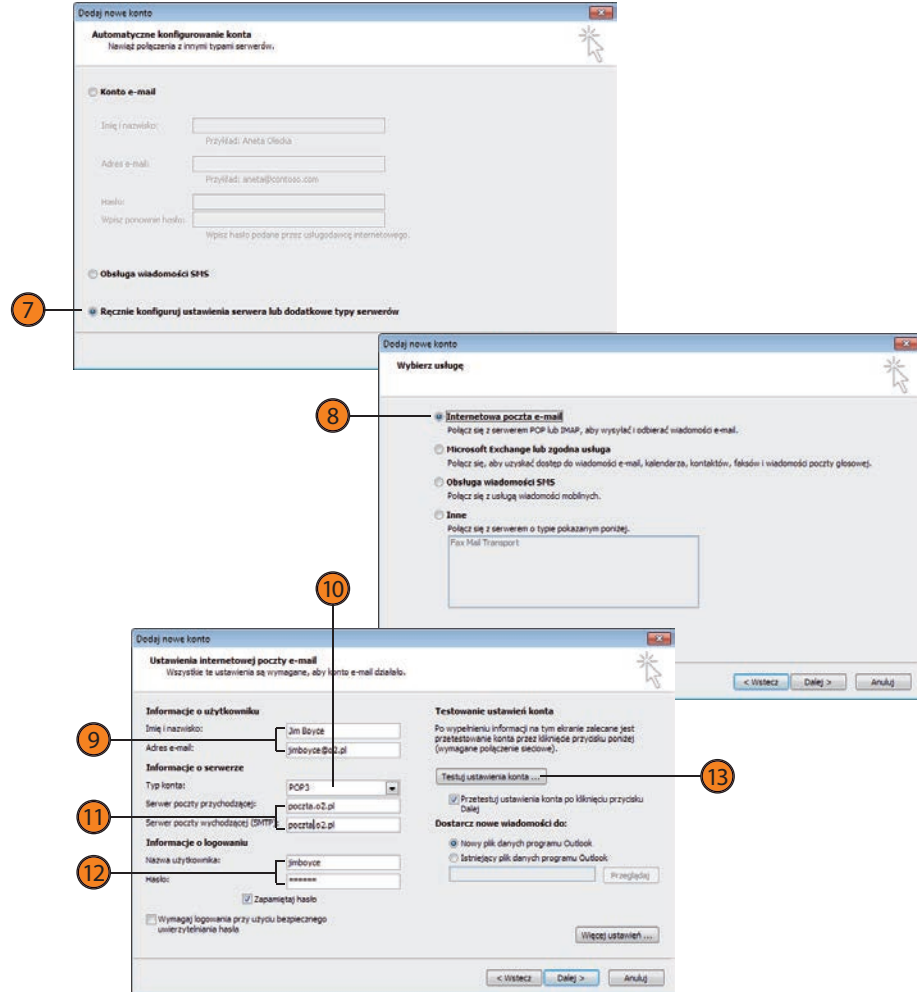 Dodaj nowe konto
Automatyczne konfigurowanie konta
Nawiąż połączenia z innymi typami serwerów.
Konto e-mail
Imię i nazwisko:
Przykład: Aneta Olecka
Adres e-mail:
Przykład: aneta@contoso.com
Hasło:
Wpisz ponownie hasło:
Wpisz hasło podane przez usługodawcę internetowego.
Obsługa wiadomości SMS
7
Ręcznie konfiguruj ustawienia serwera lub dodatkowe typy serwerów
Dodaj nowe konto
Wybierz usługę
8
Internetowa poczta e-mail
Połącz się z serwerem POP lub IMAP, aby wysyłać i odbierać wiadomości e-mail.
Microsoft Exchange lub zgodna usługa
Połącz się, aby uzyskać dostęp do wiadomości e-mail, kalendarza, kontaktów, faksów i wiadomości poczty głosowej.
Obsługa wiadomości SMS
Połącz się z usługą wiadomości mobilnych.
Inne
Połącz się z serwerem o typie pokazanym poniżej.
Fax Mail Transport
< Wstecz Dalej > Anuluj
10
Dodaj nowe konto
Ustawienia internetowej poczty e-mail
Wszystkie te ustawienia są wymagane, aby konto e-mail działało.
Informacje o użytkowniku
9
Imię i nazwisko: Jim Boyce
Adres e-mail: jimboyce@o2.pl
Informacje o serwerze
Typ konta: POP3
11
Serwer poczty przychodzącej: poczta.o2.pl
Serwer poczty wychodzącej (SMTP): poczta.o2.pl
Informacje o logowaniu
12
Nazwa użytkownika: jimboyce
Hasło: ******
Zapamiętaj hasło
Wymagaj logowania przy użyciu bezpiecznego
uwierzytelniania hasła
Testowanie ustawień konta
Po wypełnieniu informacji na tym ekranie zalecane jest
przetestowanie konta przez kliknięcie przycisku poniżej
(wymagane połączenie sieciowe).
Testuj ustawienia konta ...
13
Przetestuj ustawienia konta po kliknięciu przycisku
Dalej
Dostarcz nowe wiadomości do:
Nowy plik danych programu Outlook
Istniejący plik danych programu Outlook
Przeglądaj
Więcej ustawień ...
< Wstecz Dalej > Anuluj